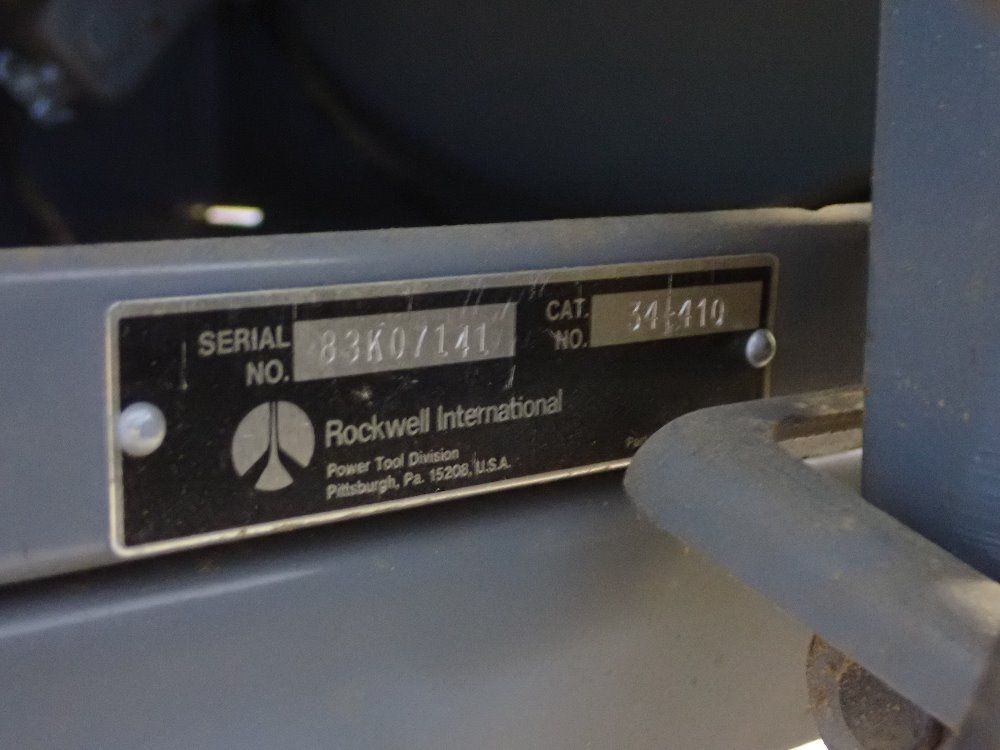 SERIAL NO. 83K07141
CAT. NO. 34-410
Rockwell International
Power Tool Division
Pittsburgh, Pa. 15208, U.S.A.